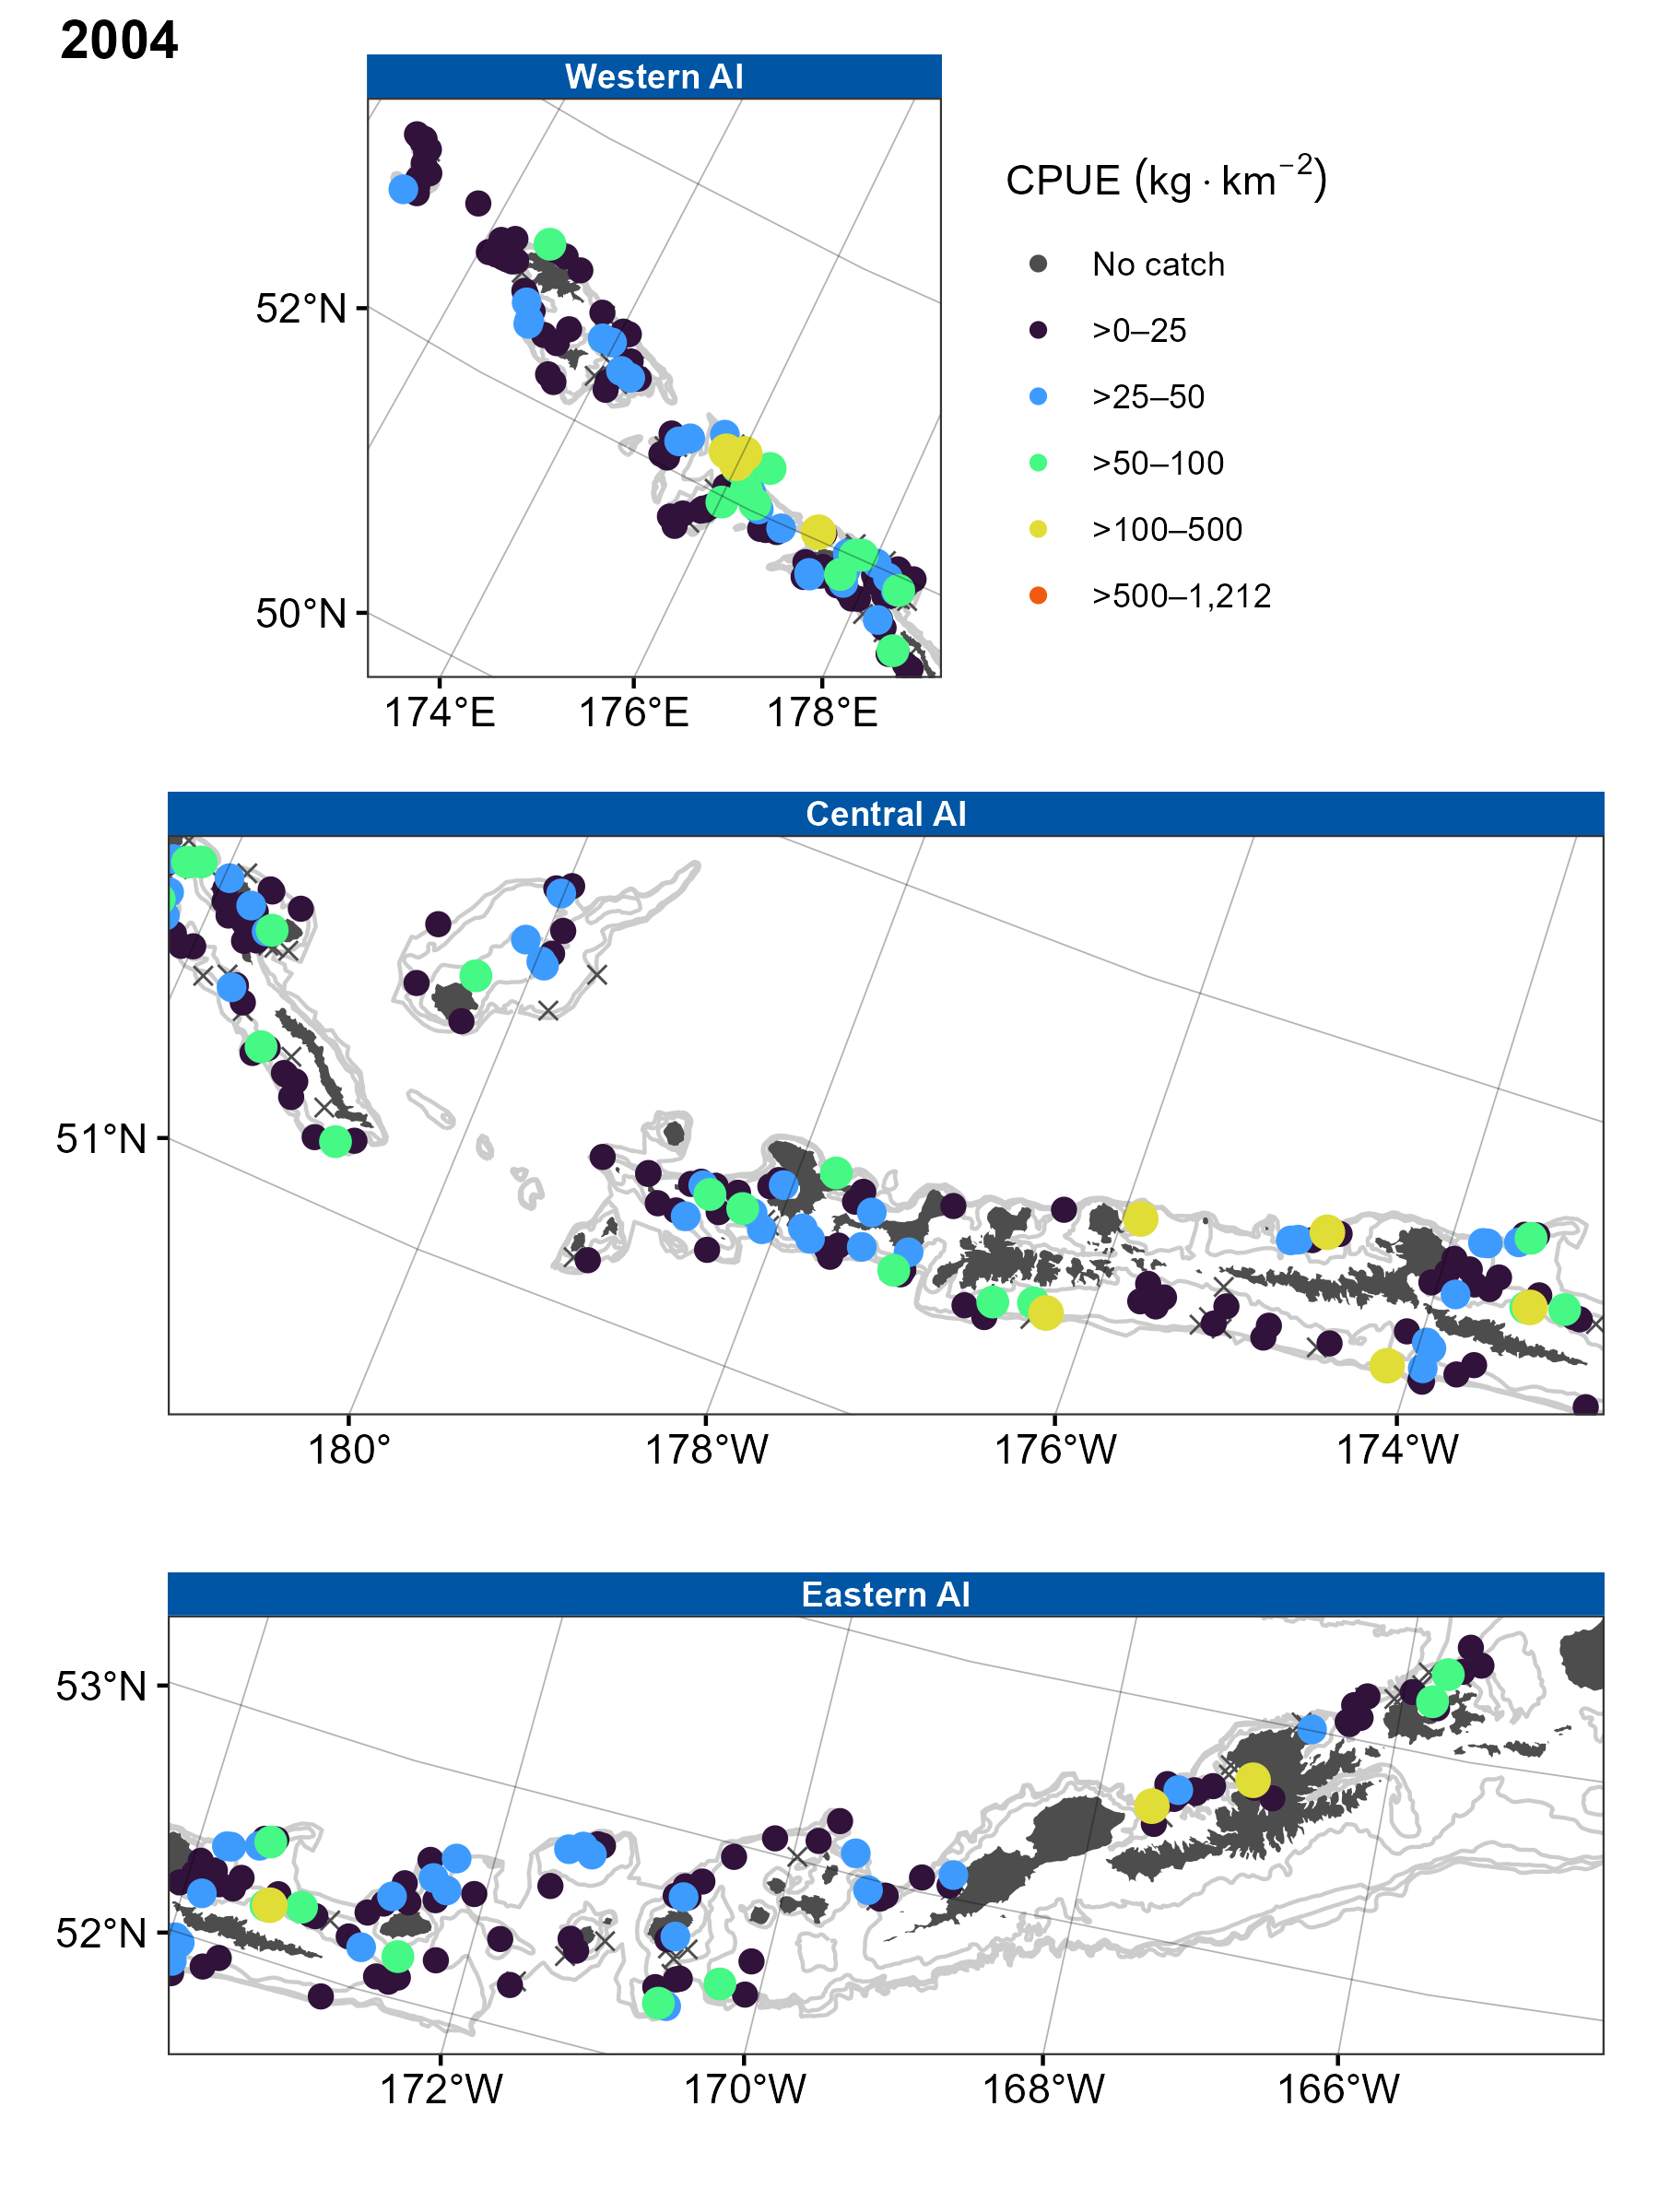 2004
Western AI
CPUE (kg · km⁻²)
No catch
>0–25
>25–50
>50–100
>100–500
>500–1,212
52°N
50°N
174°E 176°E 178°E
Central AI
51°N
180° 178°W 176°W 174°W
Eastern AI
53°N
52°N
172°W 170°W 168°W 166°W